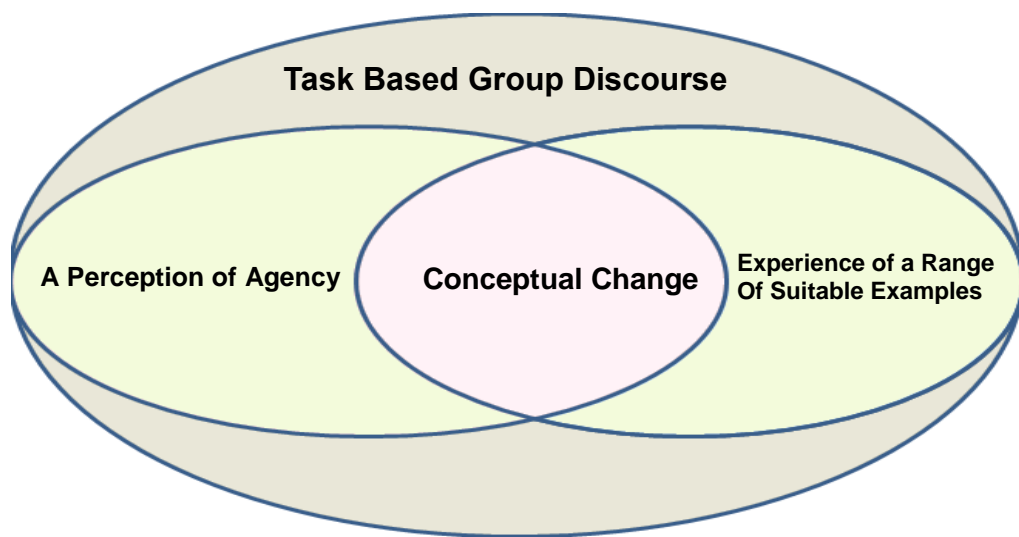 Task Based Group Discourse
A Perception of Agency
Conceptual Change
Experience of a Range
Of Suitable Examples